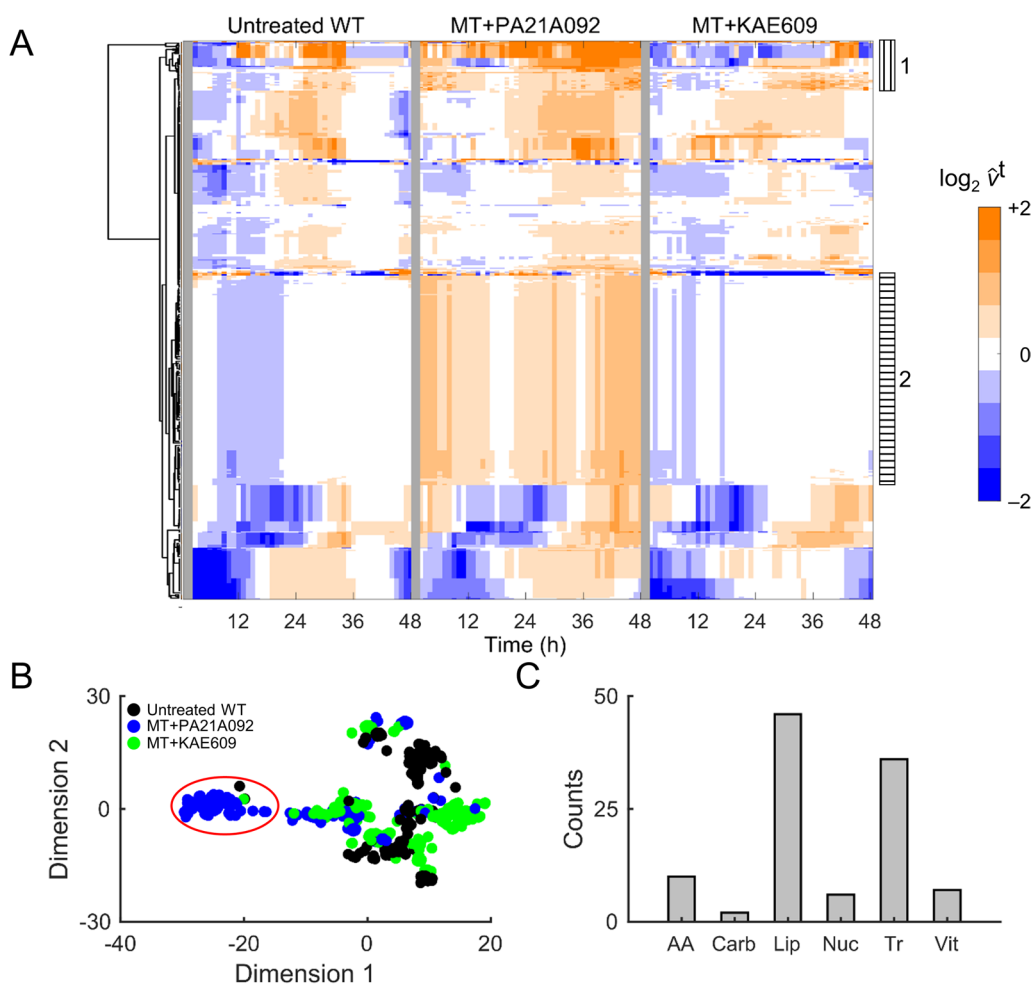 A
Untreated WT MT+PA21A092 MT+KAE609
1
2
log₂ v̂ᵗ
+2
0
–2
12 24 36 48 12 24 36 48 12 24 36 48
Time (h)
B
30
0
-30
Dimension 2
Untreated WT
MT+PA21A092
MT+KAE609
-40 -20 0 20
Dimension 1
C
50
25
0
Counts
AA Carb Lip Nuc Tr Vit